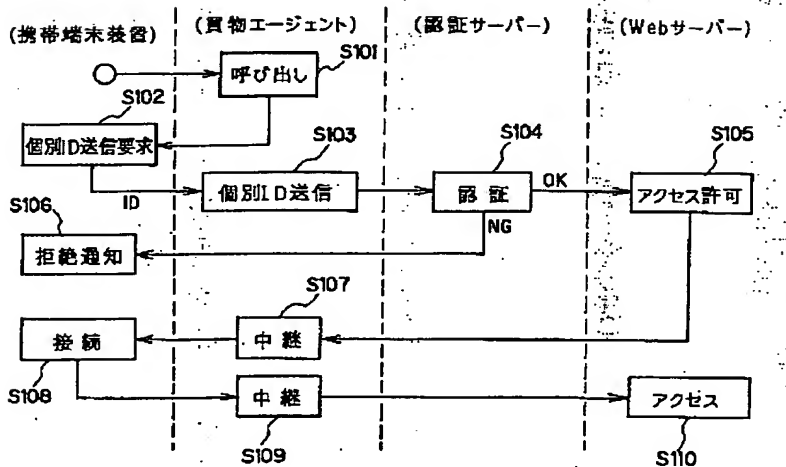 (携帯端末装置) (買物エージェント) (認証サーバー) (Webサーバー)
S101
呼び出し
S102
個別ID送信要求
S103
S104
S105
ID
個別ID送信
認証
OK
アクセス許可
S106
NG
拒絶通知
S107
接続
中継
S108
中継
アクセス
S109
S110